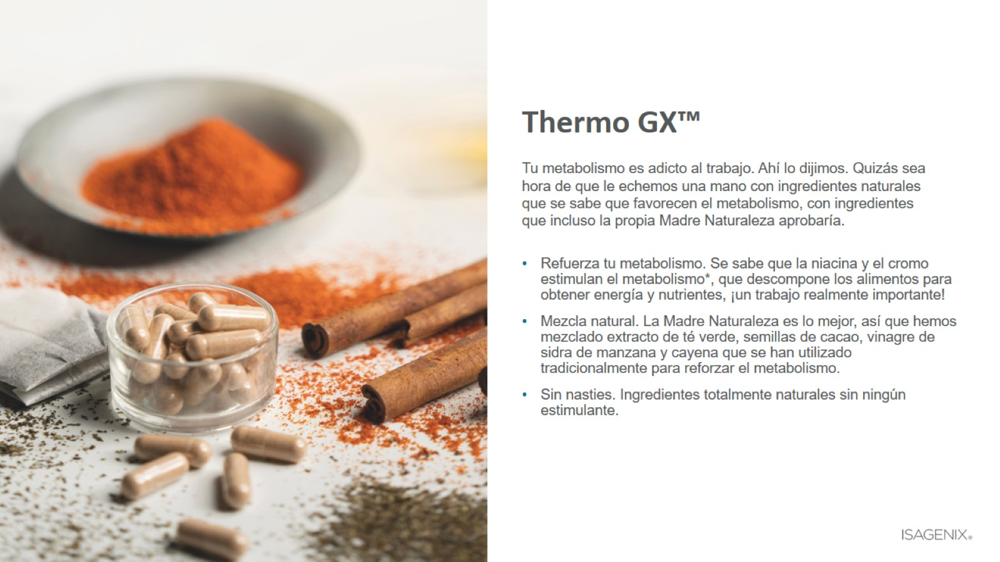 Thermo GX™
Tu metabolismo es adicto al trabajo. Ahí lo dijimos. Quizás sea
hora de que le echemos una mano con ingredientes naturales
que se sabe que favorecen el metabolismo, con ingredientes
que incluso la propia Madre Naturaleza aprobaría.
• Refuerza tu metabolismo. Se sabe que la niacina y el cromo
estimulan el metabolismo*, que descompone los alimentos para
obtener energía y nutrientes, ¡un trabajo realmente importante!
• Mezcla natural. La Madre Naturaleza es lo mejor, así que hemos
mezclado extracto de té verde, semillas de cacao, vinagre de
sidra de manzana y cayena que se han utilizado
tradicionalmente para reforzar el metabolismo.
• Sin nasties. Ingredientes totalmente naturales sin ningún
estimulante.
ISAGENIX®